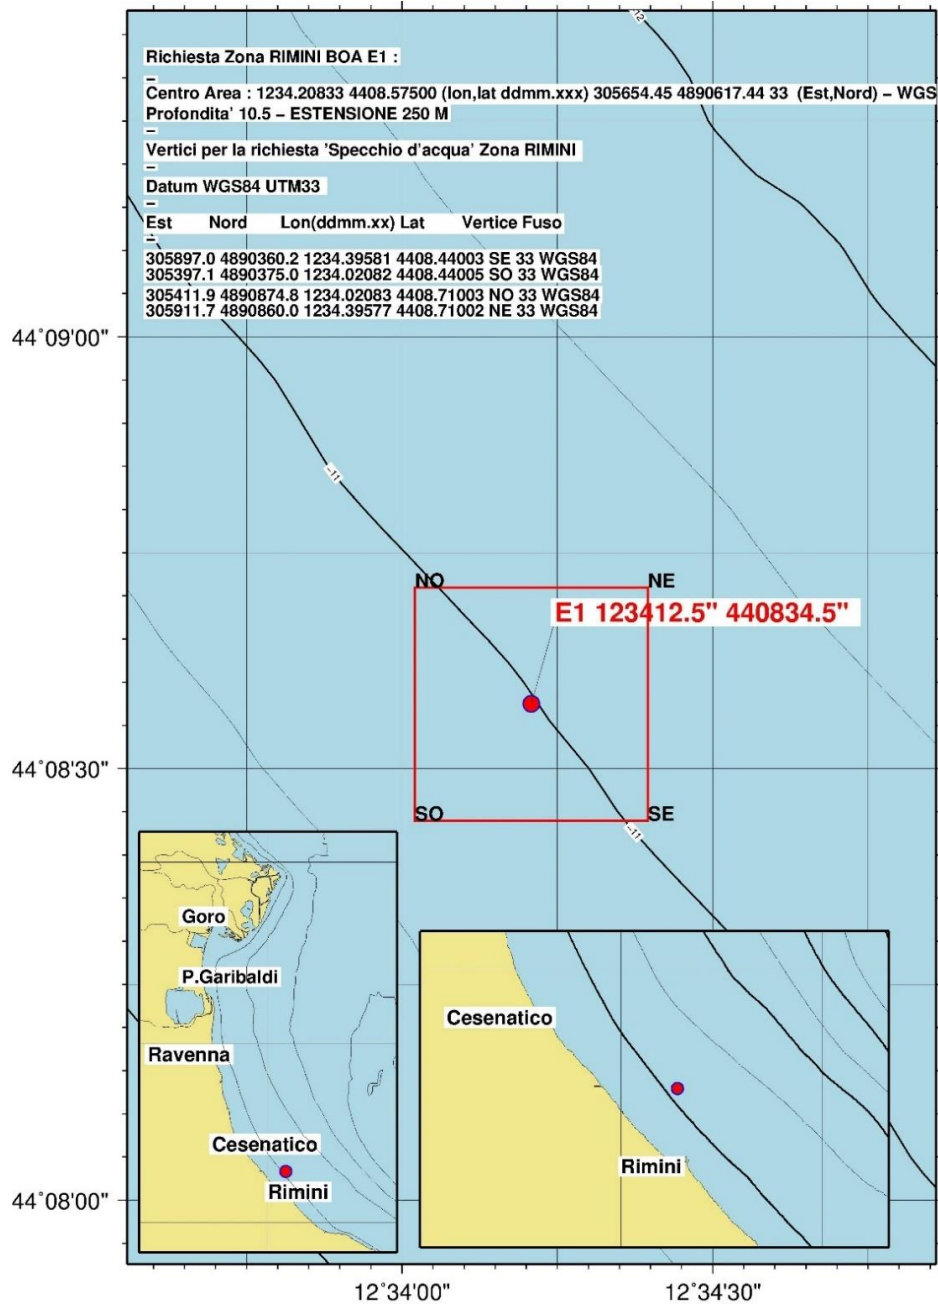 -12
Richiesta Zona RIMINI BOA E1 :
–
Centro Area : 1234.20833 4408.57500 (lon,lat ddmm.xxx) 305654.45 4890617.44 33 (Est,Nord) – WGS
Profondita' 10.5 – ESTENSIONE 250 M
–
Vertici per la richiesta 'Specchio d'acqua' Zona RIMINI
–
Datum WGS84 UTM33
–
Est Nord Lon(ddmm.xx) Lat Vertice Fuso
–
305897.0 4890360.2 1234.39581 4408.44003 SE 33 WGS84
305397.1 4890375.0 1234.02082 4408.44005 SO 33 WGS84
305411.9 4890874.8 1234.02083 4408.71003 NO 33 WGS84
305911.7 4890860.0 1234.39577 4408.71002 NE 33 WGS84
44°09'00"
-11
NO NE
E1 123412.5" 440834.5"
44°08'30"
SO SE
-11
Goro
P.Garibaldi
Ravenna
Cesenatico
Rimini
Cesenatico
Rimini
44°08'00"
12°34'00" 12°34'30"